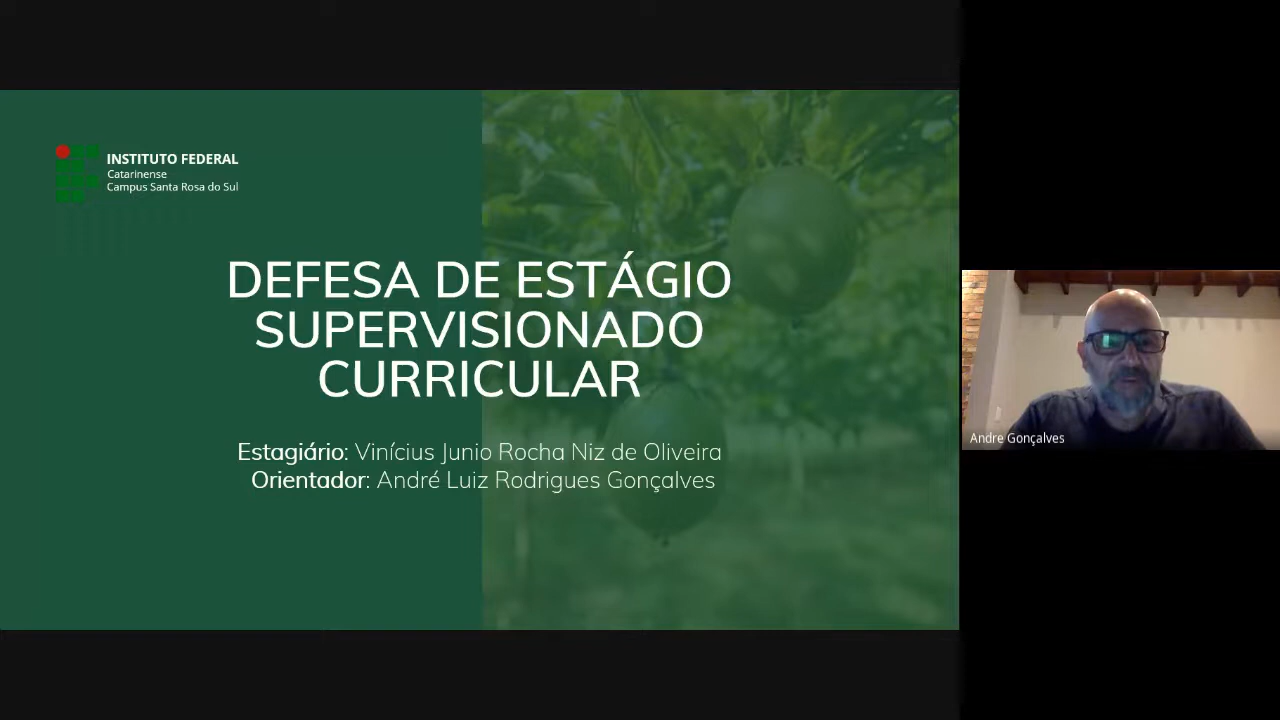 INSTITUTO FEDERAL
Catarinense
Campus Santa Rosa do Sul
DEFESA DE ESTÁGIO
SUPERVISIONADO
CURRICULAR
Estagiário: Vinícius Junio Rocha Niz de Oliveira
Orientador: André Luiz Rodrigues Gonçalves
Andre Gonçalves